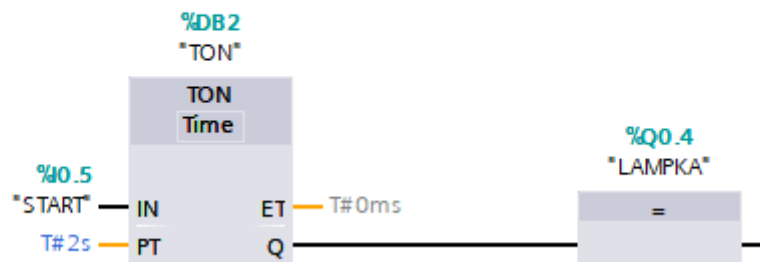 %DB2
"TON"
TON
Time
%I0.5
"START"
IN
ET
T#0ms
T#2s
PT
Q
%Q0.4
"LAMPKA"
=